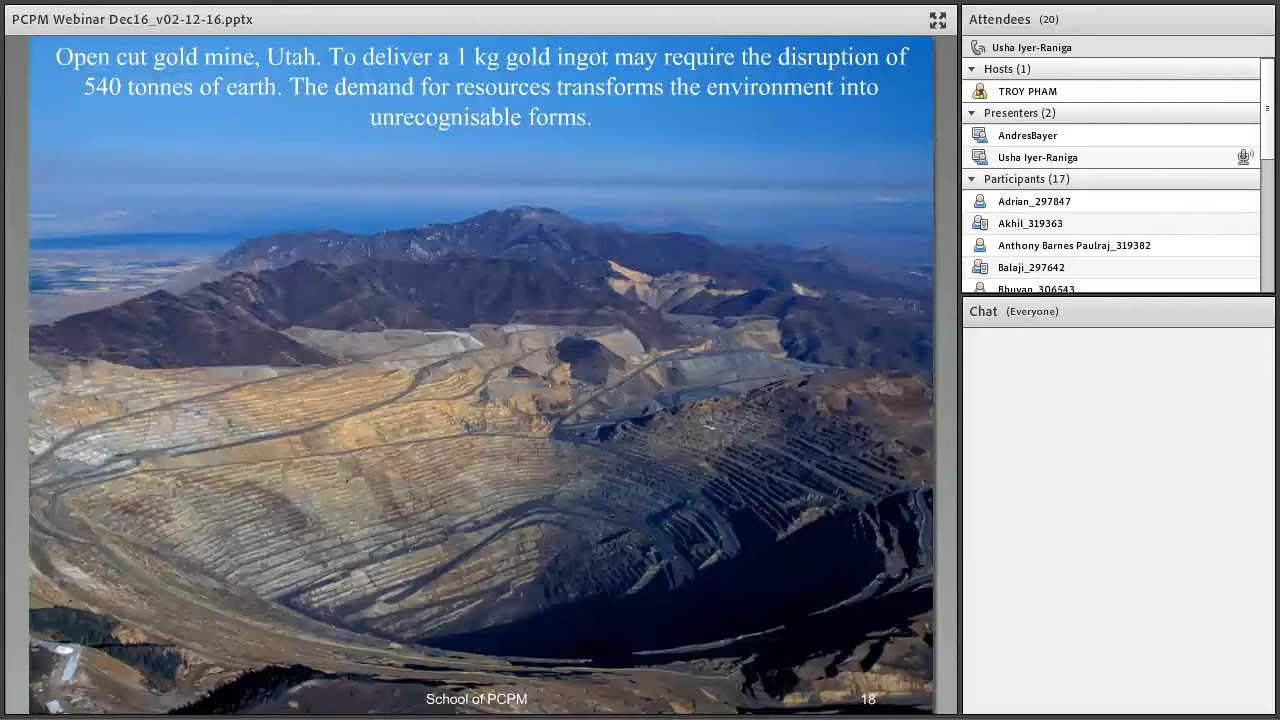 PCPM Webinar Dec16_v02-12-16.pptx
Open cut gold mine, Utah. To deliver a 1 kg gold ingot may require the disruption of
540 tonnes of earth. The demand for resources transforms the environment into
unrecognisable forms.
School of PCPM
18
Attendees (20)
Usha Iyer-Raniga
Hosts (1)
TROY PHAM
Presenters (2)
AndresBayer
Usha Iyer-Raniga
Participants (17)
Adrian_297847
Akhil_319363
Anthony Barnes Paulraj_319382
Balaji_297642
Bhuvan_306543
Chat (Everyone)